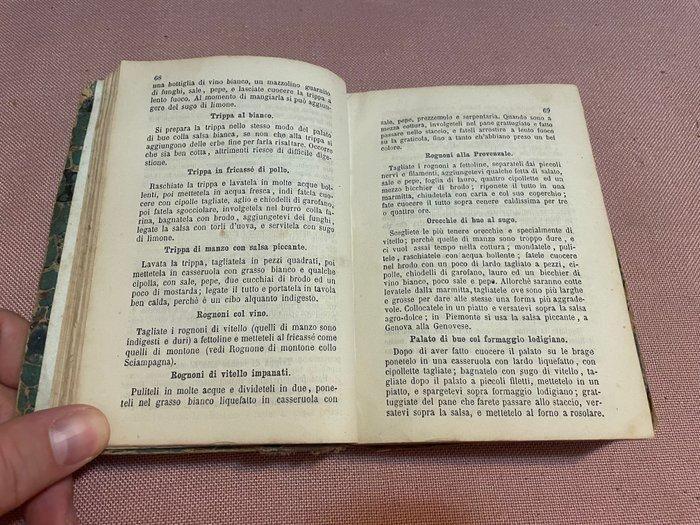 68
una bottiglia di vino bianco, un mazzolino guarnito
di funghi, sale, pepe, e lasciate cuocere la trippa a
lento fuoco. Al momento di mangiarla si può aggiun-
gere del sugo di limone.
Trippa al bianco.
Si prepara la trippa nello stesso modo del palato
di bue colla salsa bianca, se non che alla trippa si
aggiungono delle erbe fine per farla risaltare. Occorre
che sia ben cotta, altrimenti riesce di difficile dige-
stione.
Trippa in fricassé di pollo.
Raschiate la trippa e lavatela in molte acque bol-
lenti, poi mettetela in acqua fresca, indi fatela cuo-
cere con cipolle tagliate, aglio e chiodelli di garofano;
poi fatela sgocciolare, involgetela nel burro colla fa-
rina, bagnatela con brodo, aggiungetevi dei funghi,
legate la salsa con torli d'uova, e servitela con sugo
di limone.
Trippa di manzo con salsa piccante.
Lavata la trippa, tagliatela in pezzi quadrati, poi
mettetela in casseruola con grasso bianco e qualche
cipolla, con sale, pepe, due cucchiai di brodo ed un
poco di mostarda; legate il tutto e portatela in tavola
ben calda, perchè è un cibo alquanto indigesto.
Rognoni col vino.
Tagliate i rognoni di vitello (quelli di manzo sono
indigesti e duri) a fettoline e metteteli al fricassé come
quelli di montone (vedi Rognone di montone collo
Sciampagna).
Rognoni di vitello impanati.
Puliteli in molte acque e divideteli in due, pone-
teli nel grasso bianco liquefatto in casseruola con
69
sale, pepe, prezzemolo e serpentaria. Quando sono a
mezza cottura, involgeteli nel pane grattugiato e fatto
passare nello staccio, e fateli arrostire a lento fuoco
su la graticola, fino a tanto ch'abbiano preso un bel
colore.
Rognoni alla Provenzale.
Tagliate i rognoni a fettoline, separateli dai piccoli
nervi e filamenti, aggiungetevi qualche fetta di salato,
sale e pepe, foglia di lauro, quattro cipollette ed un
mezzo bicchier di brodo; riponete il tutto in una
marmitta, chiudetela con carta e col suo coperchio;
fate cuocere il tutto sopra cenere caldissima per tre
o quattro ore.
Orecchie di bue al sugo.
Scegliete le più tenere orecchie e specialmente di
vitello; perchè quelle di manzo sono troppo dure, e
ci vuol assai tempo nella cottura; mondatele, puli-
tele, raschiatele con acqua bollente; fatele cuocere
nel brodo con un poco di lardo tagliato a pezzi, ci-
polle, chiodelli di garofano, lauro ed un bicchier di
vino bianco, poco sale e pepe. Allorchè saranno cotte
levatele dalla marmitta, tagliatele ove sono più larghe
e grosse per dare alle stesse una forma più aggrade-
vole. Collocatele in un piatto e versatevi sopra la salsa
agro-dolce; in Piemonte si usa la salsa piccante, a
Genova alla Genovese.
Palato di bue col formaggio lodigiano.
Dopo di aver fatto cuocere il palato su le brage
ponetelo in una casseruola con lardo liquefatto, con
cipollette tagliate; bagnatelo con sugo di vitello, ta-
gliate dopo il palato a piccoli filetti, mettetelo in un
piatto, e spargetevi sopra formaggio lodigiano; grat-
tuggiate del pane che farete passare allo staccio, ver-
satevi sopra la salsa, e mettetelo al forno a rosolare.